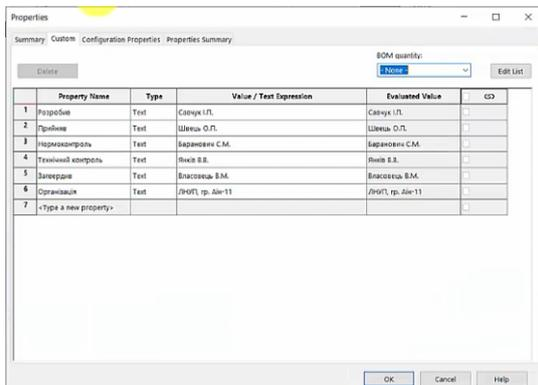 Properties
Summary Custom Configuration Properties Properties Summary
BOM quantity:
Delete - None - Edit List
Property Name Type Value / Text Expression Evaluated Value
1 Розробив Text Савчук І.П. Савчук І.П.
2 Прийняв Text Швець О.П. Швець О.П.
3 Нормоконтроль Text Баранович С.М. Баранович С.М.
4 Технічний контроль Text Янків В.В. Янків В.В.
5 Затвердив Text Власовець В.М. Власовець В.М.
6 Організація Text ЛНУП, гр. Аін-11 ЛНУП, гр. Аін-11
7 <Type a new property>
OK Cancel Help